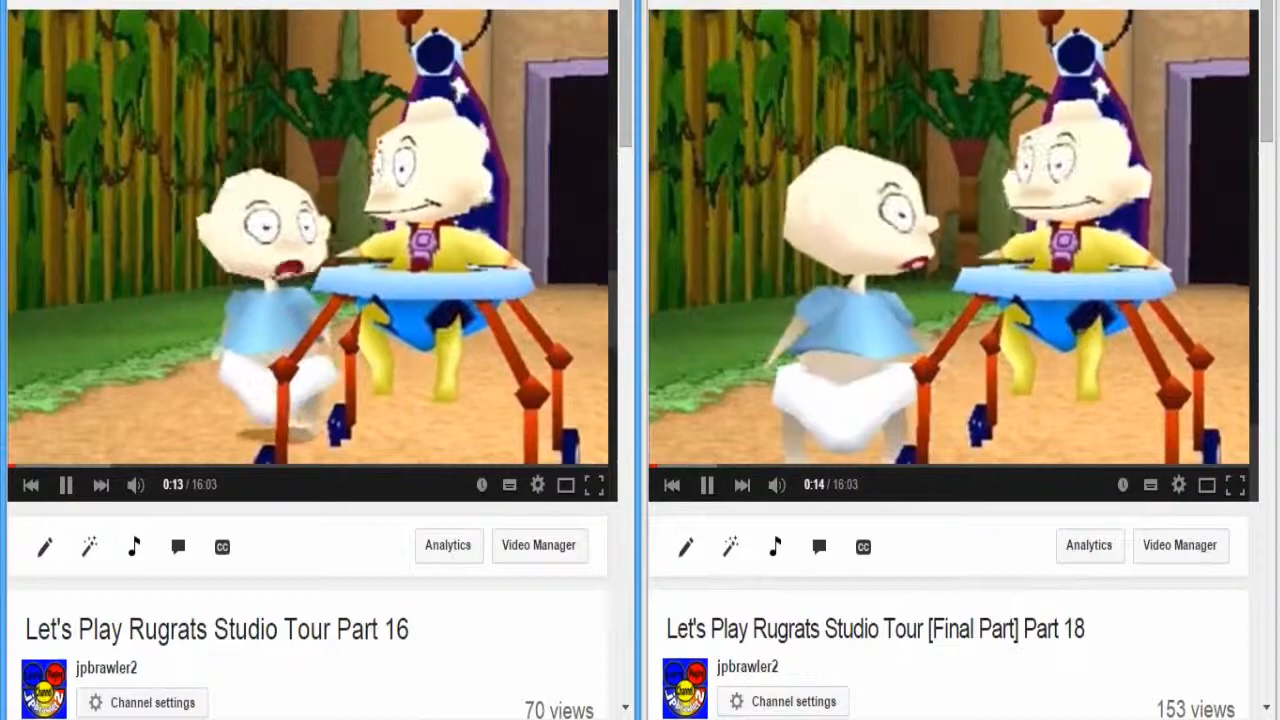 0:13 / 16:03
Analytics
Video Manager
Let's Play Rugrats Studio Tour Part 16
jpbrawler2
Channel settings
70 views
0:14 / 16:03
Analytics
Video Manager
Let's Play Rugrats Studio Tour [Final Part] Part 18
jpbrawler2
Channel settings
153 views